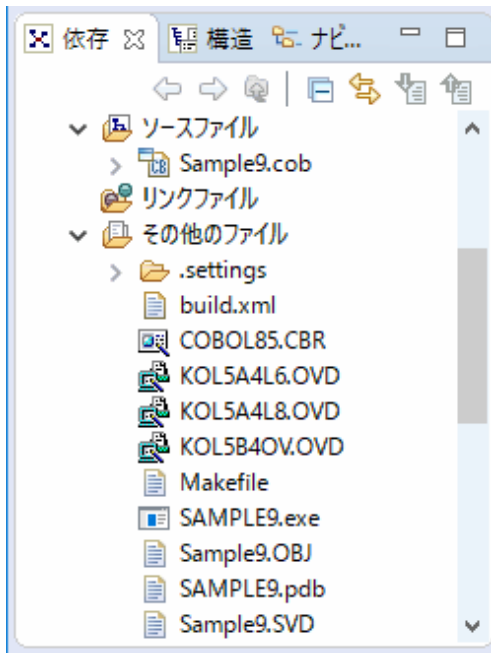 依存 構造 ナビ...
ソースファイル
Sample9.cob
リンクファイル
その他のファイル
.settings
build.xml
COBOL85.CBR
KOL5A4L6.OVD
KOL5A4L8.OVD
KOL5B4OV.OVD
Makefile
SAMPLE9.exe
Sample9.OBJ
SAMPLE9.pdb
Sample9.SVD